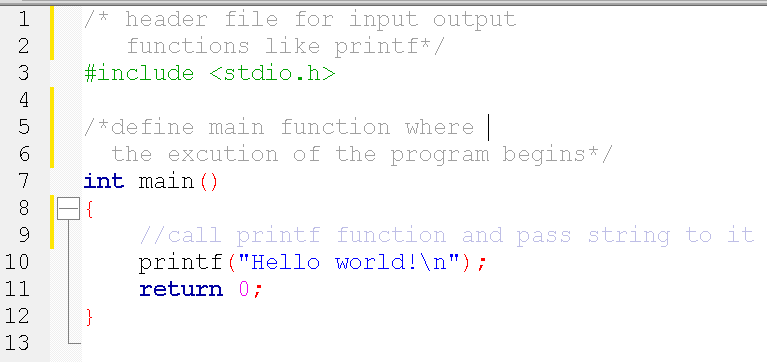 1 /* header file for input output
2 functions like printf*/
3 #include <stdio.h>
4
5 /*define main function where
6 the excution of the program begins*/
7 int main()
8 {
9 //call printf function and pass string to it
10 printf("Hello world!\n");
11 return 0;
12 }
13